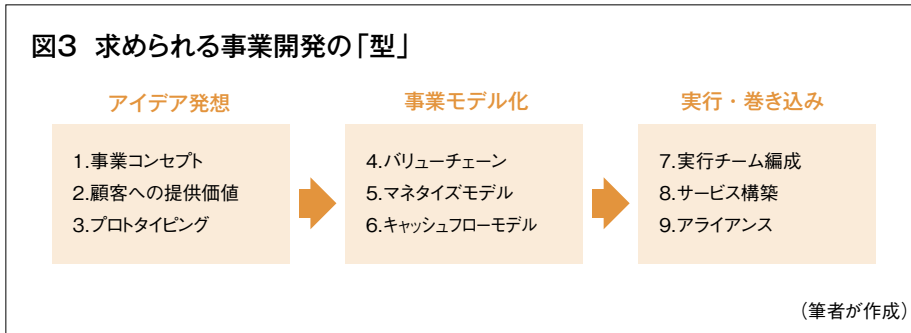 図3 求められる事業開発の「型」
アイデア発想
1.事業コンセプト
2.顧客への提供価値
3.プロトタイピング
事業モデル化
4.バリューチェーン
5.マネタイズモデル
6.キャッシュフローモデル
実行・巻き込み
7.実行チーム編成
8.サービス構築
9.アライアンス
（筆者が作成）